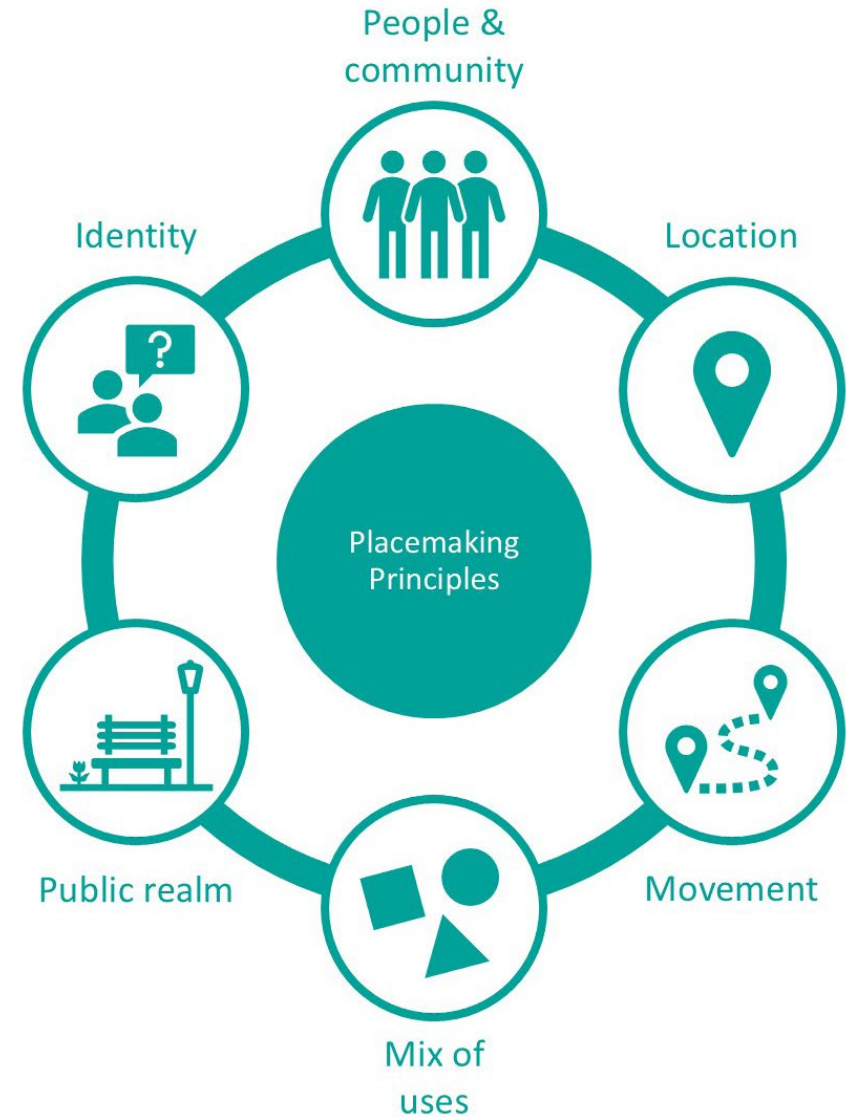 People &
community
Identity
Location
?
Placemaking
Principles
Public realm
Movement
Mix of
uses